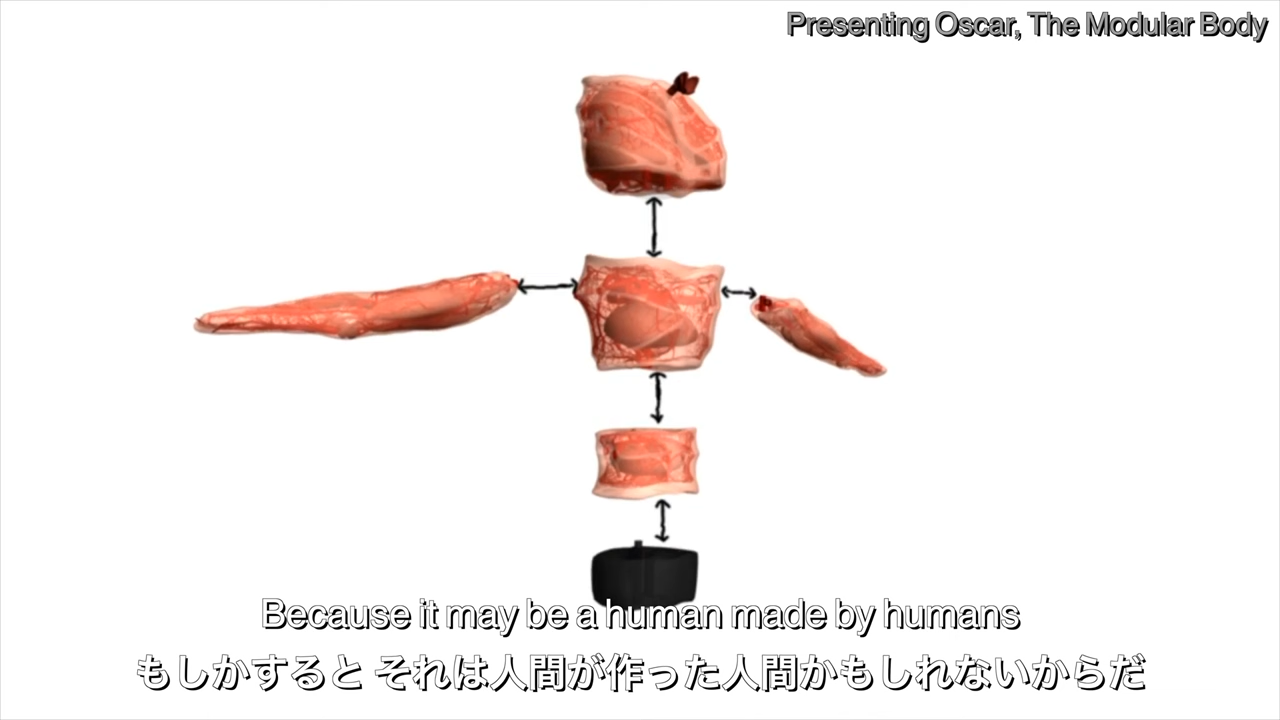 Presenting Oscar, The Modular Body
Because it may be a human made by humans
もしかすると それは人間が作った人間かもしれないからだ